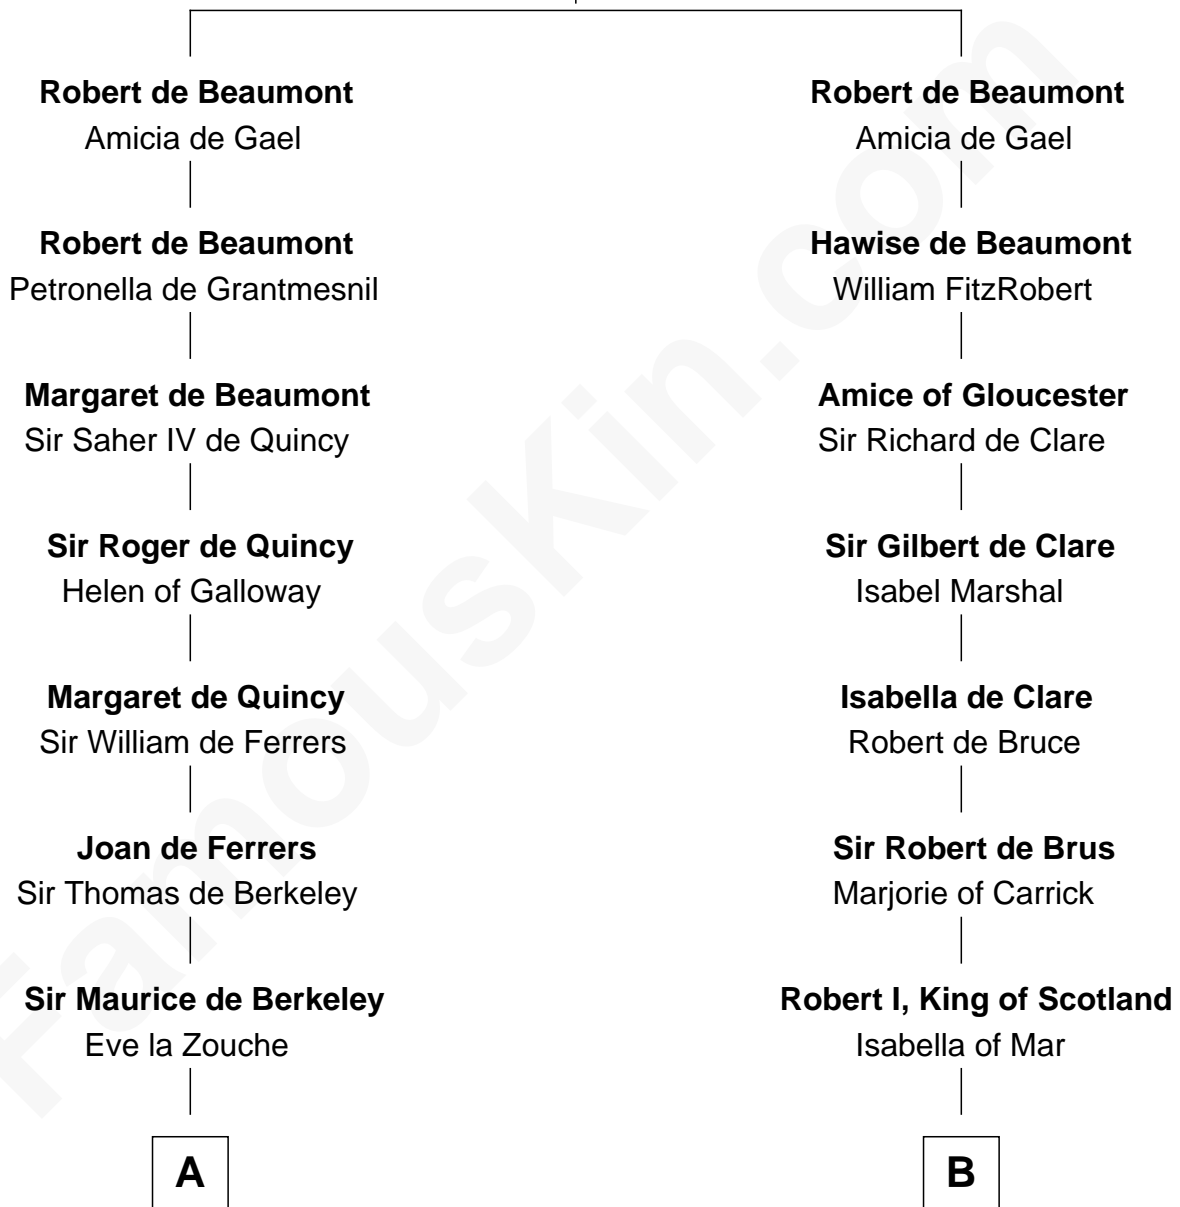 Robert de Beaumont
Amicia de Gael
Robert de Beaumont
Petronella de Grantmesnil
Margaret de Beaumont
Sir Saher IV de Quincy
Sir Roger de Quincy
Helen of Galloway
Margaret de Quincy
Sir William de Ferrers
Joan de Ferrers
Sir Thomas de Berkeley
Sir Maurice de Berkeley
Eve la Zouche
A
Robert de Beaumont
Amicia de Gael
Hawise de Beaumont
William FitzRobert
Amice of Gloucester
Sir Richard de Clare
Sir Gilbert de Clare
Isabel Marshal
Isabella de Clare
Robert de Bruce
Sir Robert de Brus
Marjorie of Carrick
Robert I, King of Scotland
Isabella of Mar
B
FamousKin.com